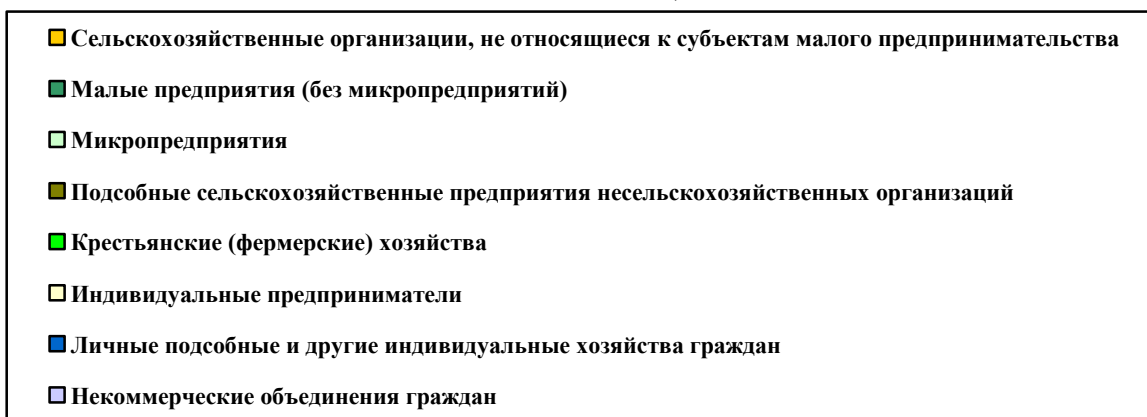 Сельскохозяйственные организации, не относящиеся к субъектам малого предпринимательства
Малые предприятия (без микропредприятий)
Микропредприятия
Подсобные сельскохозяйственные предприятия несельскохозяйственных организаций
Крестьянские (фермерские) хозяйства
Индивидуальные предприниматели
Личные подсобные и другие индивидуальные хозяйства граждан
Некоммерческие объединения граждан